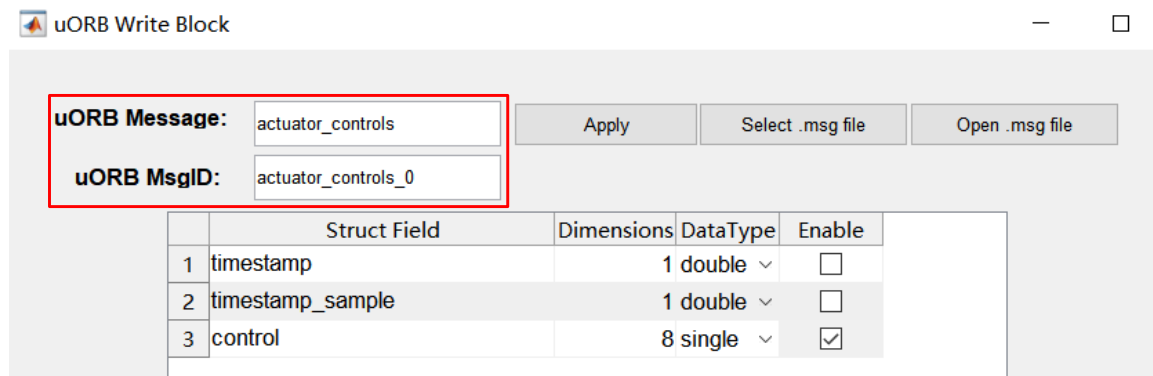 uORB Write Block
uORB Message: actuator_controls Apply Select .msg file Open .msg file
uORB MsgID: actuator_controls_0
Struct Field Dimensions DataType Enable
1 timestamp 1 double
2 timestamp_sample 1 double
3 control 8 single